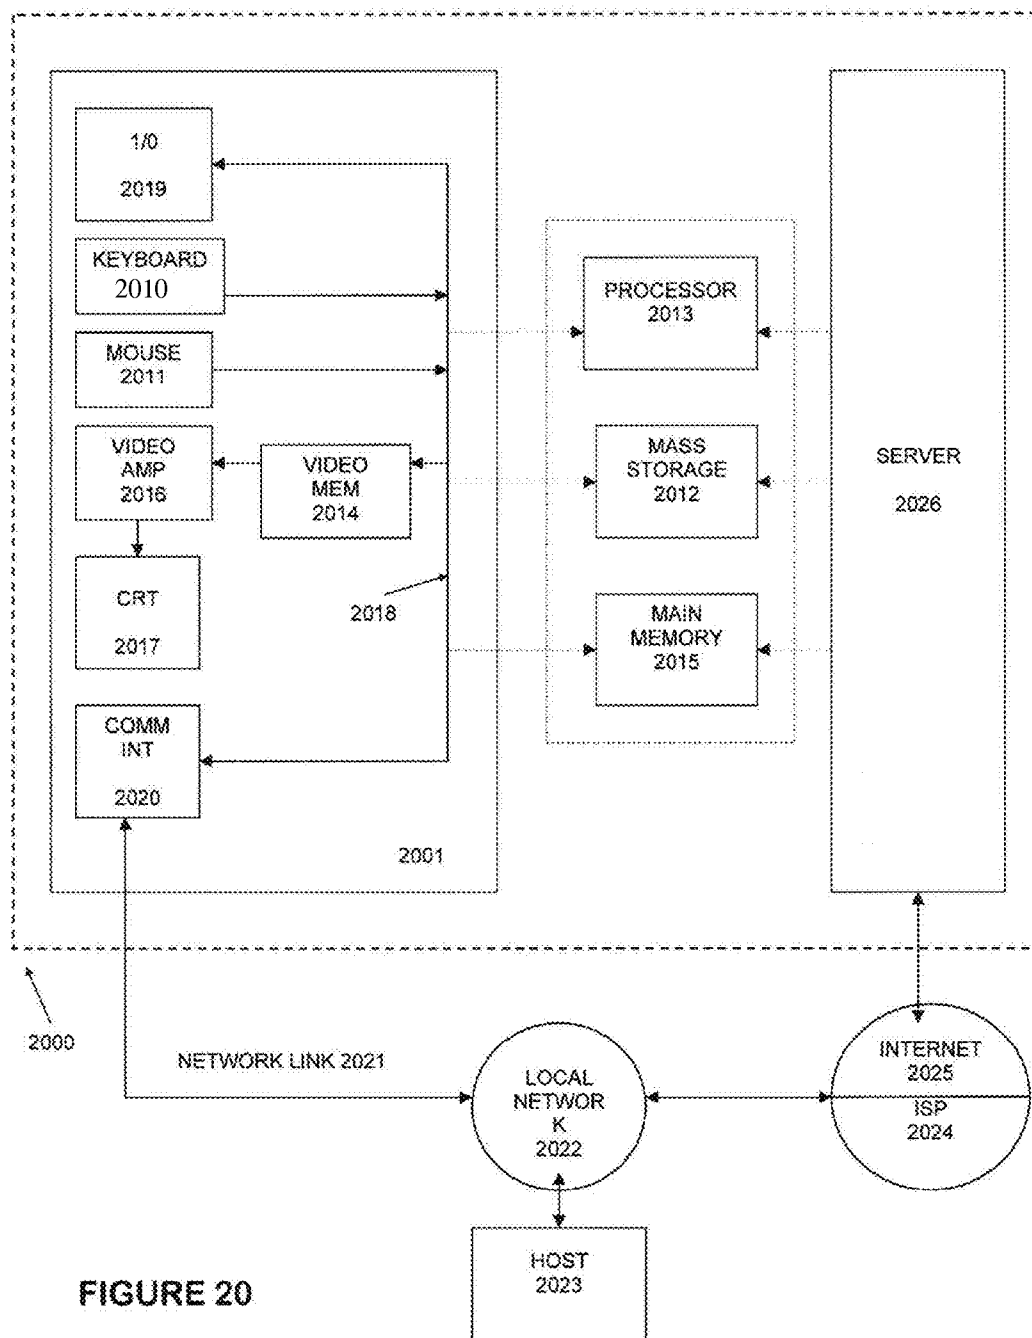 1/0
2019
KEYBOARD
2010
MOUSE
2011
VIDEO
AMP
2016
VIDEO
MEM
2014
CRT
2017
2018
COMM
INT
2020
2001
PROCESSOR
2013
MASS
STORAGE
2012
MAIN
MEMORY
2015
SERVER
2026
2000
NETWORK LINK 2021
LOCAL
NETWOR
K
2022
INTERNET
2025
ISP
2024
HOST
2023
FIGURE 20